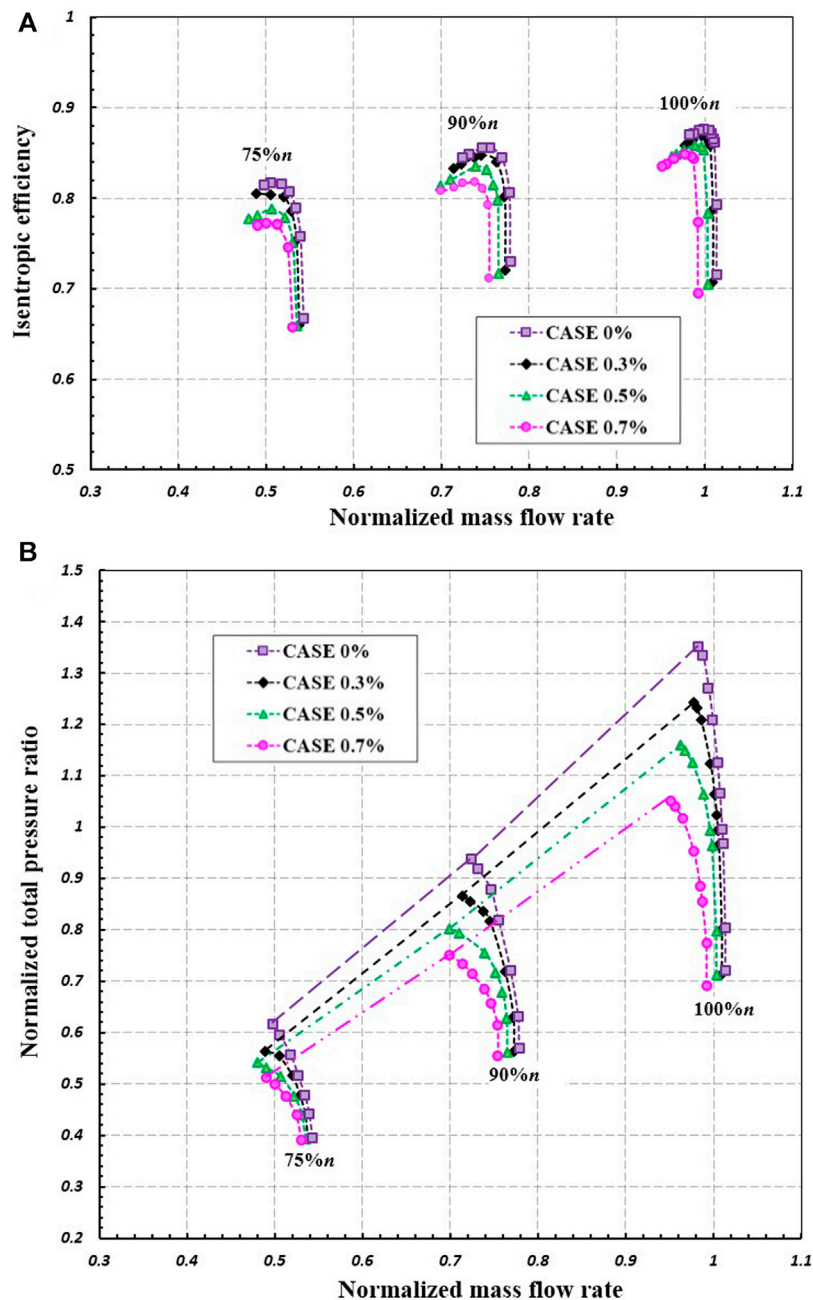 A
1
0.9
0.8
0.7
0.6
0.5
Isentropic efficiency
75%n
90%n
100%n
CASE 0%
CASE 0.3%
CASE 0.5%
CASE 0.7%
0.3 0.4 0.5 0.6 0.7 0.8 0.9 1 1.1
Normalized mass flow rate
B
1.5
1.4
1.3
1.2
1.1
1
0.9
0.8
0.7
0.6
0.5
0.4
0.3
0.2
Normalized total pressure ratio
CASE 0%
CASE 0.3%
CASE 0.5%
CASE 0.7%
100%n
90%n
75%n
0.3 0.4 0.5 0.6 0.7 0.8 0.9 1 1.1
Normalized mass flow rate